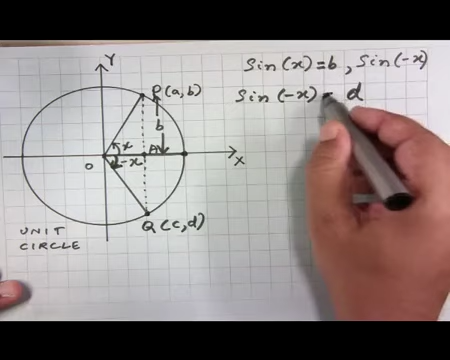 Sin(x)=b, Sin(-x)
Sin(-x) = d
Y
P(a,b)
b
x
A
O
-x
X
Q(c,d)
UNIT
CIRCLE